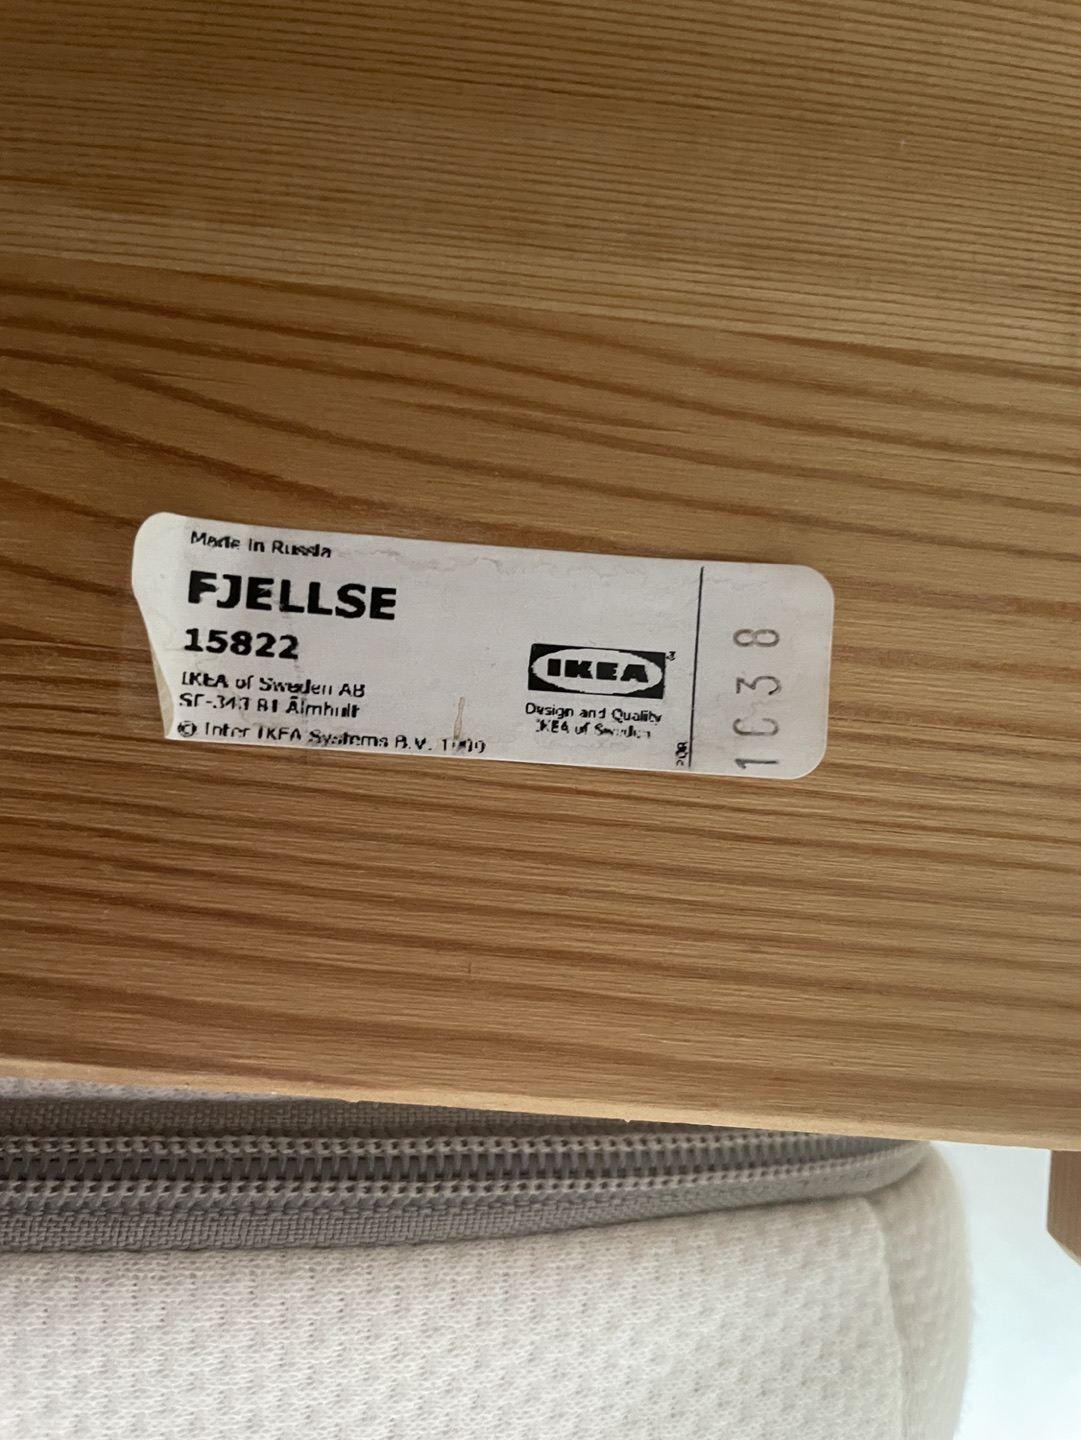 Made in Russia
FJELLSE
15822
IKEA of Sweden AB
SE-343 81 Älmhult
© Inter IKEA Systems B.V.
IKEA
Design and Quality
IKEA of Sweden
1038